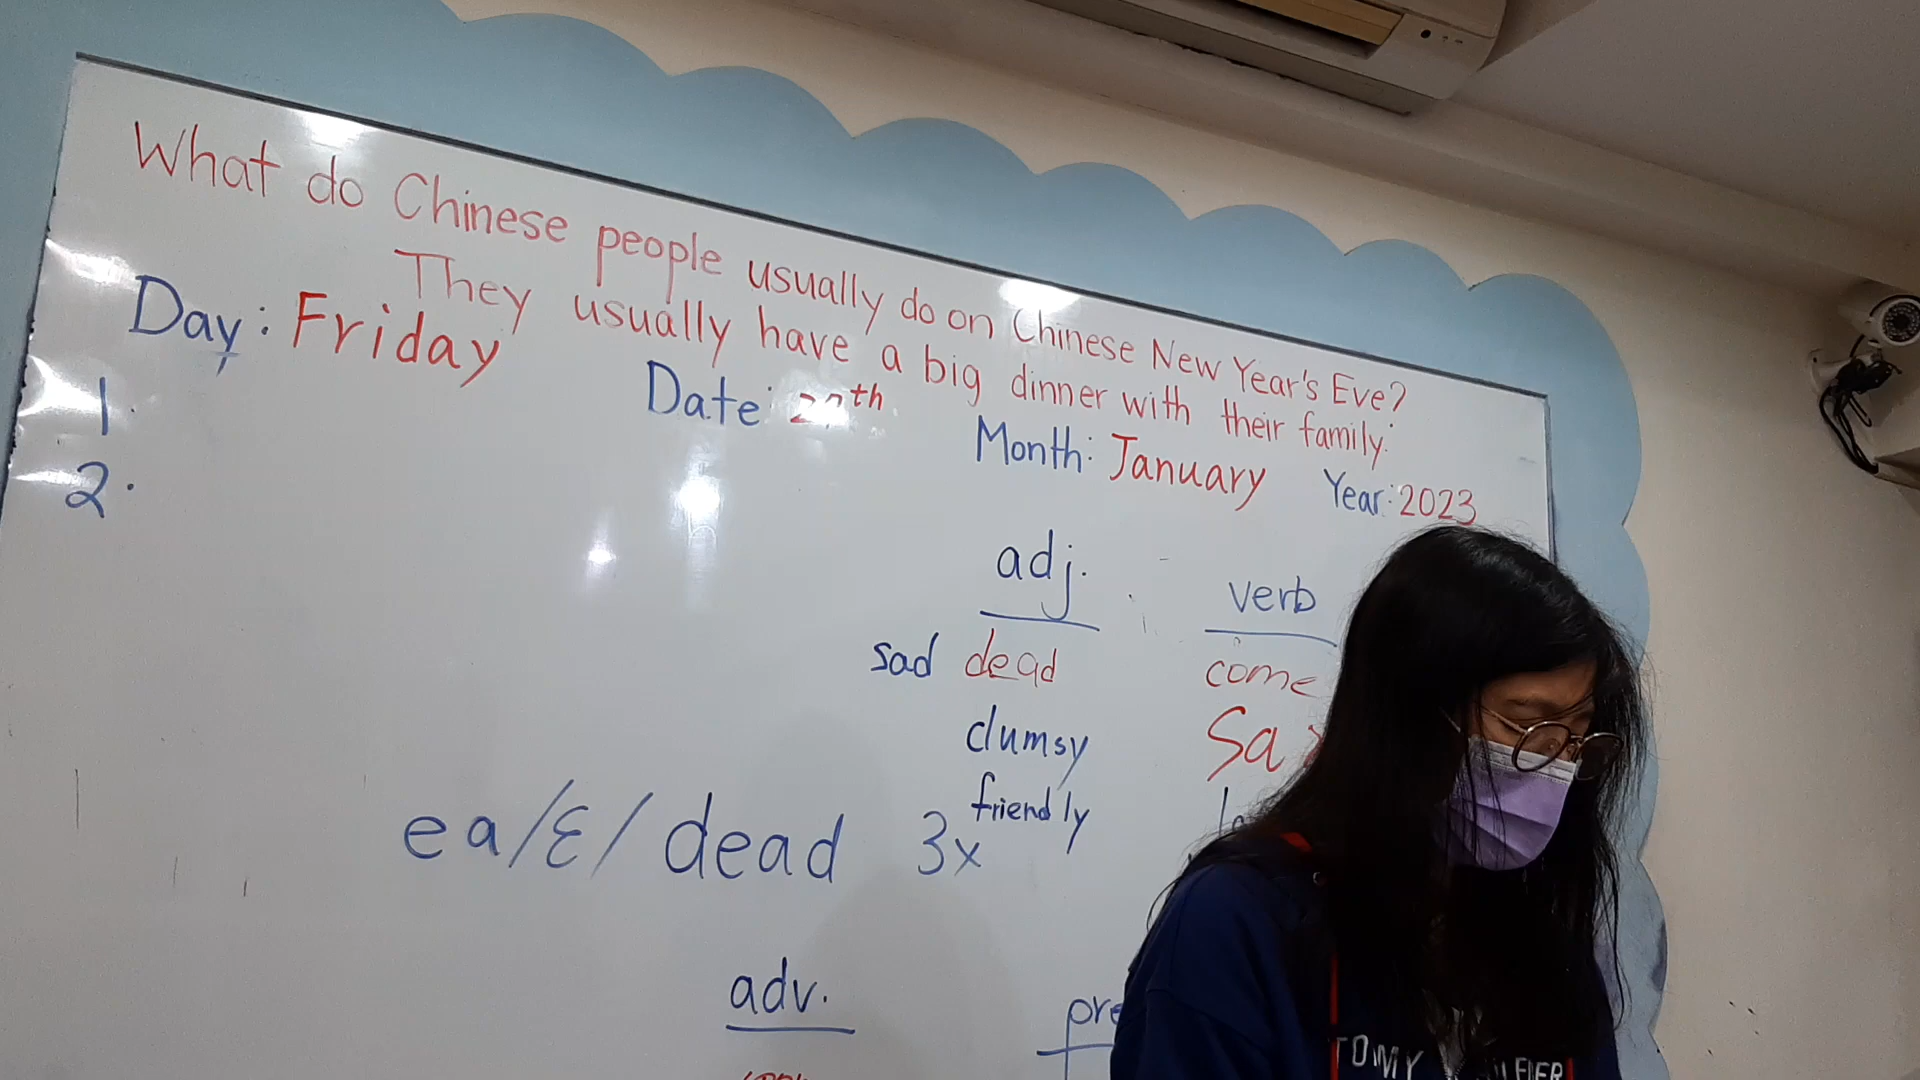 What do Chinese people usually do on Chinese New Year's Eve?
They usually have a big dinner with their family.
Day: Friday Date: Month: January Year: 2023
1.
2.
adj. verb
sad dead come
clumsy
friendly
ea/ɛ/ dead 3x
adv.
TOMMY